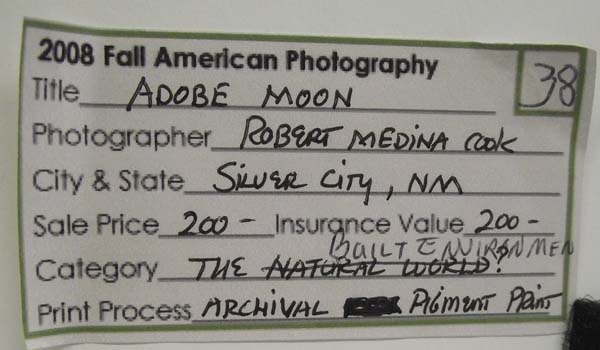 2008 Fall American Photography
38
Title ADOBE MOON
Photographer ROBERT MEDINA COOK
City & State SILVER CITY, NM
Sale Price 200 - Insurance Value 200 -
BUILT ENVIRONMEN
Category THE NATURAL WORLD?
Print Process ARCHIVAL PIGMENT PRINT